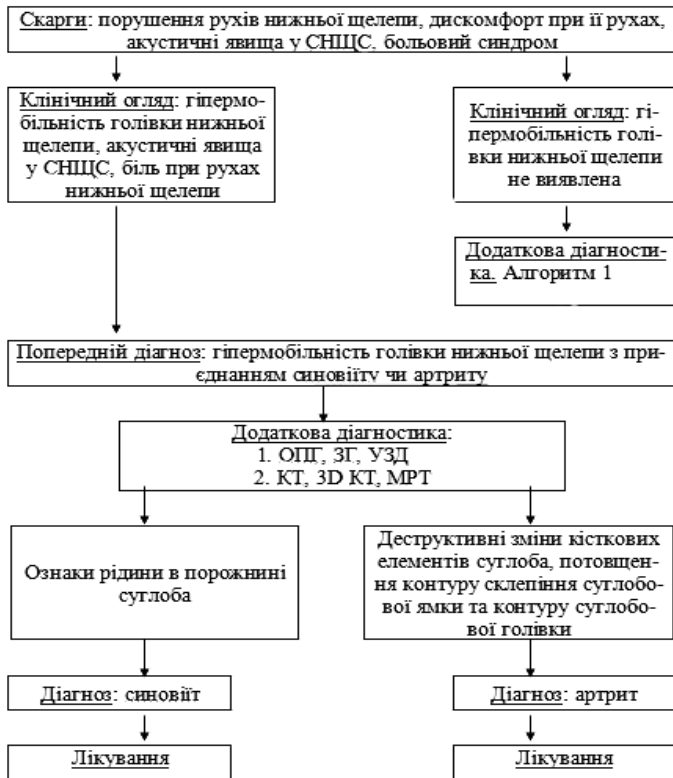 Скарги: порушення рухів нижньої щелепи, дискомфорт при її рухах,
акустичні явища у СНЩС, больовий синдром
Клінічний огляд: гіпермо-
більність голівки нижньої
щелепи, акустичні явища
у СНЩС, біль при рухах
нижньої щелепи
Клінічний огляд: гі-
пермобільність голі-
вки нижньої щелепи
не виявлена
Додаткова діагности-
ка. Алгоритм 1
Попередній діагноз: гіпермобільність голівки нижньої щелепи з при-
єднанням синовіїту чи артриту
Додаткова діагностика:
1. ОПГ, ЗГ, УЗД
2. КТ, 3D КТ, МРТ
Ознаки рідини в порожнині
суглоба
Деструктивні зміни кісткових
елементів суглоба, потовщен-
ня контуру склепіння суглобо-
вої ямки та контуру суглобо-
вої голівки
Діагноз: синовіїт
Діагноз: артрит
Лікування
Лікування